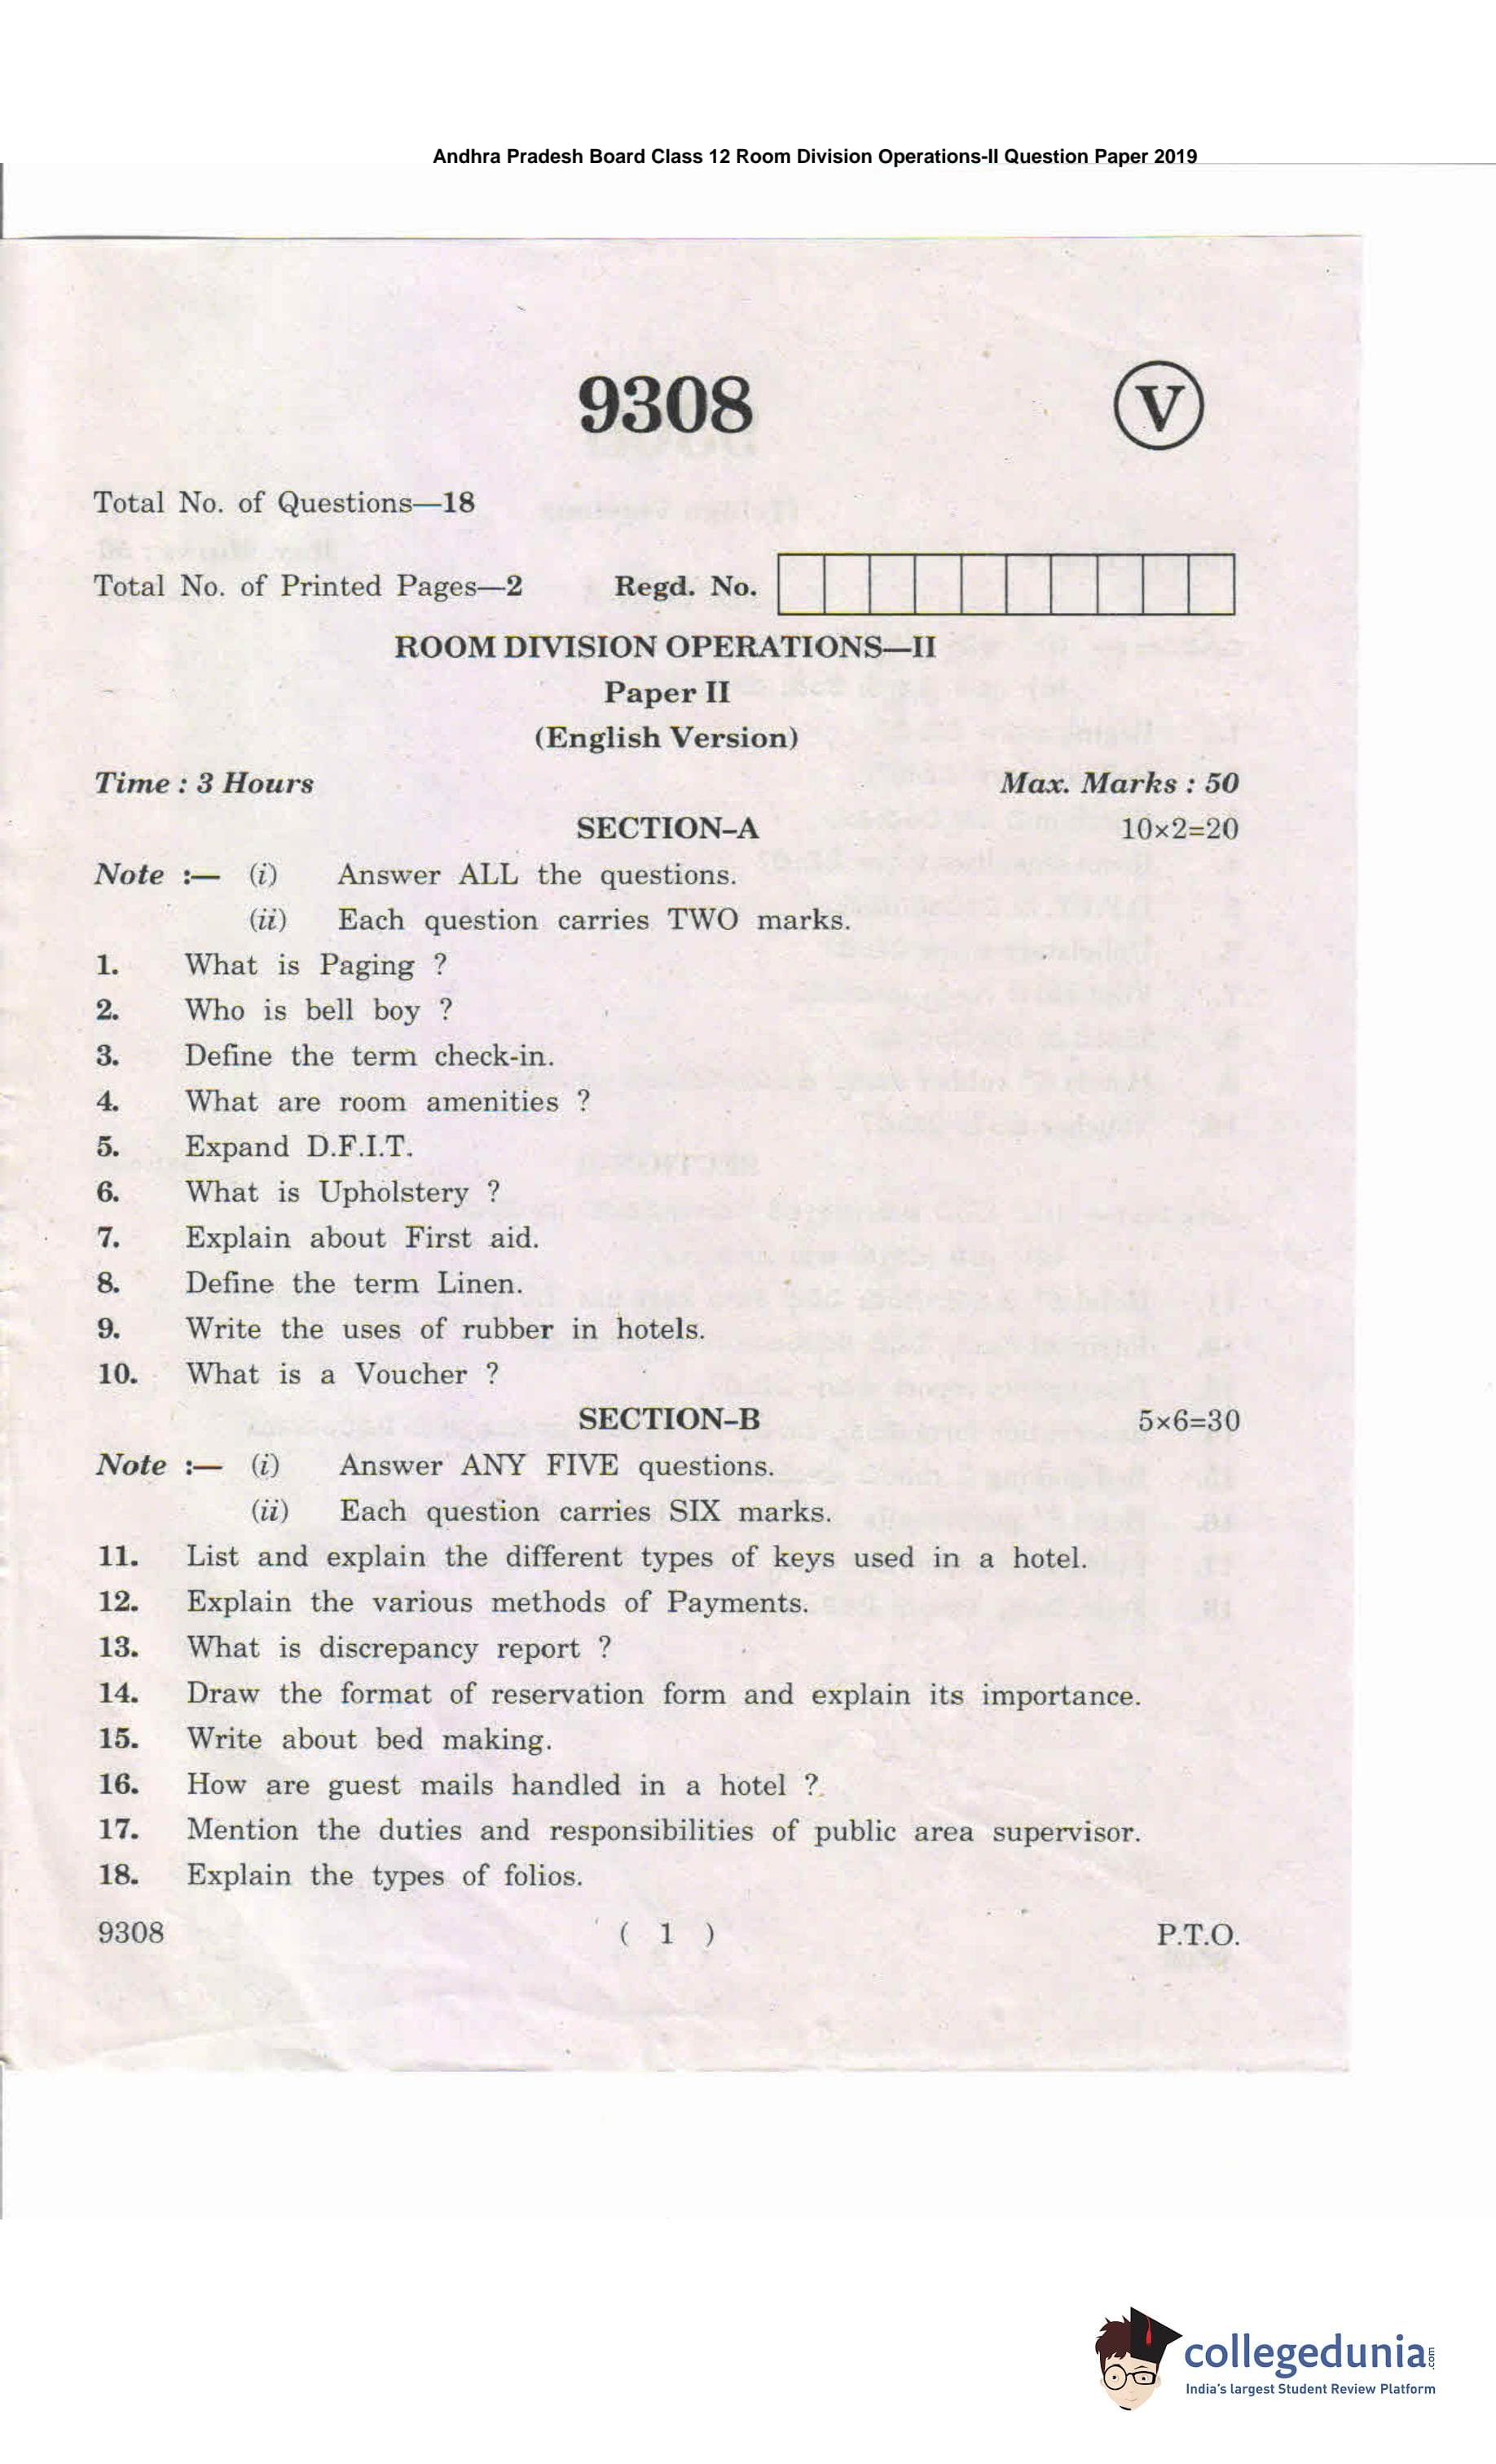 Andhra Pradesh Board Class 12 Room Division Operations-II Question Paper 2019
9308
V
Total No. of Questions—18
Total No. of Printed Pages—2 Regd. No.
ROOM DIVISION OPERATIONS—II
Paper II
(English Version)
Time : 3 Hours Max. Marks : 50
SECTION–A 10×2=20
Note :— (i) Answer ALL the questions.
(ii) Each question carries TWO marks.
1. What is Paging ?
2. Who is bell boy ?
3. Define the term check-in.
4. What are room amenities ?
5. Expand D.F.I.T.
6. What is Upholstery ?
7. Explain about First aid.
8. Define the term Linen.
9. Write the uses of rubber in hotels.
10. What is a Voucher ?
SECTION–B 5×6=30
Note :— (i) Answer ANY FIVE questions.
(ii) Each question carries SIX marks.
11. List and explain the different types of keys used in a hotel.
12. Explain the various methods of Payments.
13. What is discrepancy report ?
14. Draw the format of reservation form and explain its importance.
15. Write about bed making.
16. How are guest mails handled in a hotel ?
17. Mention the duties and responsibilities of public area supervisor.
18. Explain the types of folios.
9308 ( 1 ) P.T.O.
collegedunia.com
India's largest Student Review Platform